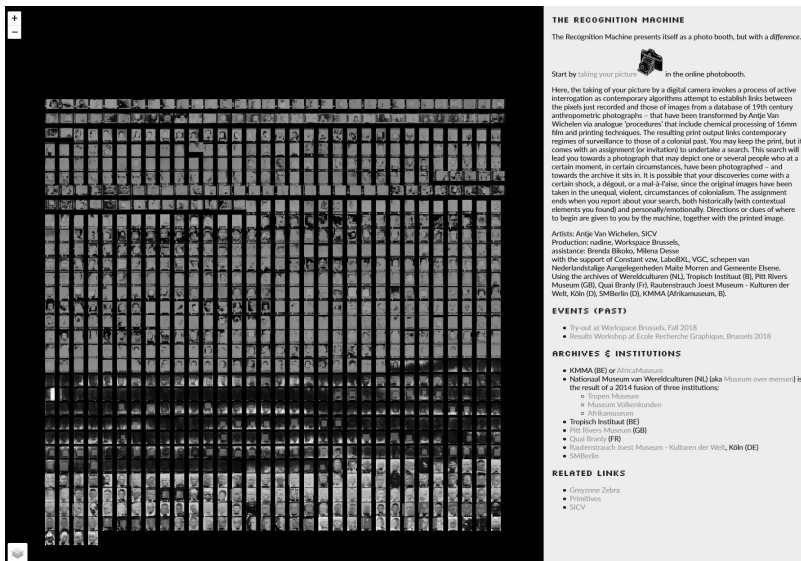 +
-
THE RECOGNITION MACHINE
The Recognition Machine presents itself as a photo booth, but with a difference.
Start by taking your picture in the online photobooth.
Here, the taking of your picture by a digital camera invokes a process of active
interrogation as contemporary algorithms attempt to establish links between
the pixels just recorded and those of images from a database of 19th century
anthropometric photographs – that have been transformed by Antje Van
Wichelen via analogue 'procedures' that include chemical processing of 16mm
film and printing techniques. The resulting print output links contemporary
regimes of surveillance to those of a colonial past. You may keep the print, but it
comes with an assignment (or invitation) to undertake a search. This search will
lead you towards a photograph that may depict one or several people who at a
certain moment, in certain circumstances, have been photographed – and
towards the archive it sits in. It is possible that your discoveries come with a
certain shock, a dégout, or a mal-à-l'aise, since the original images have been
taken in the unequal, violent, circumstances of colonialism. The assignment
ends when you report about your search, both historically (with contextual
elements you found) and personally/emotionally. Directions or clues of where
to begin are given to you by the machine, together with the printed image.
Artists: Antje Van Wichelen, SICV
Production: nadine, Workspace Brussels,
assistance: Brenda Bikoko, Milena Desse
with the support of Constant vzw, LaboBXL, VGC, schepen van
Nederlandstalige Aangelegenheden Maite Morren and Gemeente Elsene.
Using the archives of Wereldculturen (NL), Tropisch Instituut (B), Pitt Rivers
Museum (GB), Quai Branly (Fr), Rautenstrauch Joest Museum - Kulturen der
Welt, Köln (D), SMBerlin (D), KMMA (Afrikamuseum, B).
EVENTS (PAST)
Try-out at Workspace Brussels, Fall 2018
Results Workshop at Ecole Recherche Graphique, Brussels 2018
ARCHIVES & INSTITUTIONS
KMMA (BE) or AfricaMuseum
Nationaal Museum van Wereldculturen (NL) (aka Museum over mensen) is
the result of a 2014 fusion of three institutions:
Tropen Museum
Museum Volkenkunden
Afrikamuseum
Tropisch Instituut (BE)
Pitt Rivers Museum (GB)
Quai Branly (FR)
Rautenstrauch Joest Museum - Kulturen der Welt, Köln (DE)
SMBerlin
RELATED LINKS
Greyzone Zebra
Primitives
SICV